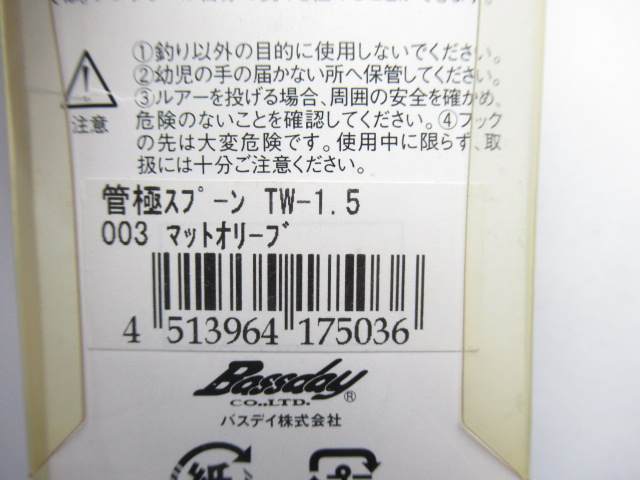 ①釣り以外の目的に使用しないでください。
②幼児の手の届かない所へ保管してください。
③ルアーを投げる場合、周囲の安全を確かめ、
危険のないことを確認してください。④フック
の先は大変危険です。使用中に限らず、取
扱には十分ご注意ください。
注意
管極ｽﾌﾟｰﾝ TW-1.5
003 ﾏｯﾄｵﾘｰﾌﾞ
4 513964 175036
Bassday®
CO.,LTD.
バスデイ株式会社
紙
プ